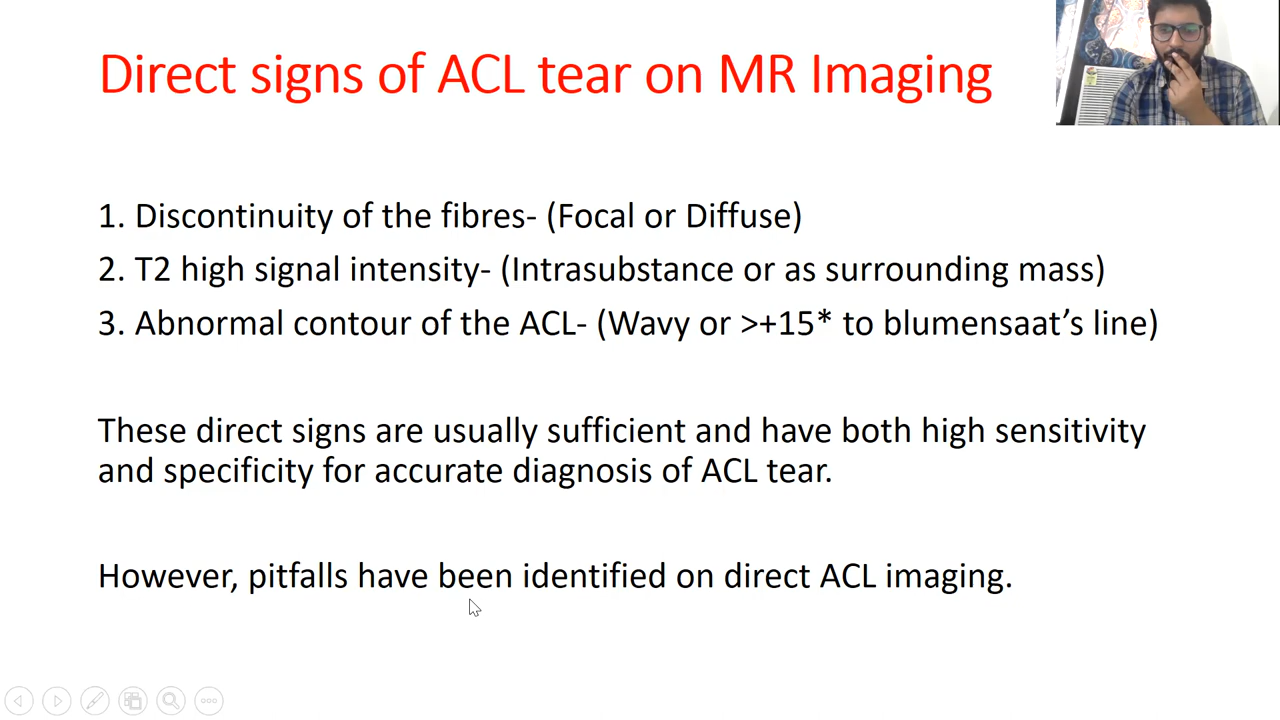 Direct signs of ACL tear on MR Imaging
1. Discontinuity of the fibres- (Focal or Diffuse)
2. T2 high signal intensity- (Intrasubstance or as surrounding mass)
3. Abnormal contour of the ACL- (Wavy or >+15* to blumensaat’s line)
These direct signs are usually sufficient and have both high sensitivity
and specificity for accurate diagnosis of ACL tear.
However, pitfalls have been identified on direct ACL imaging.